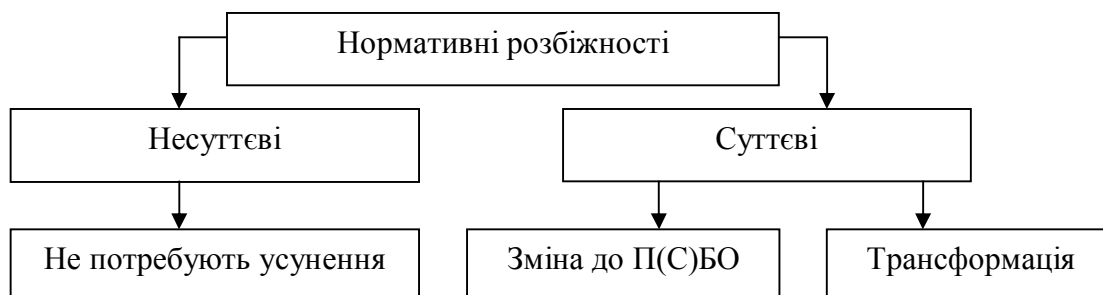 Нормативні розбіжності
Несуттєві
Суттєві
Не потребують усунення
Зміна до П(С)БО
Трансформація